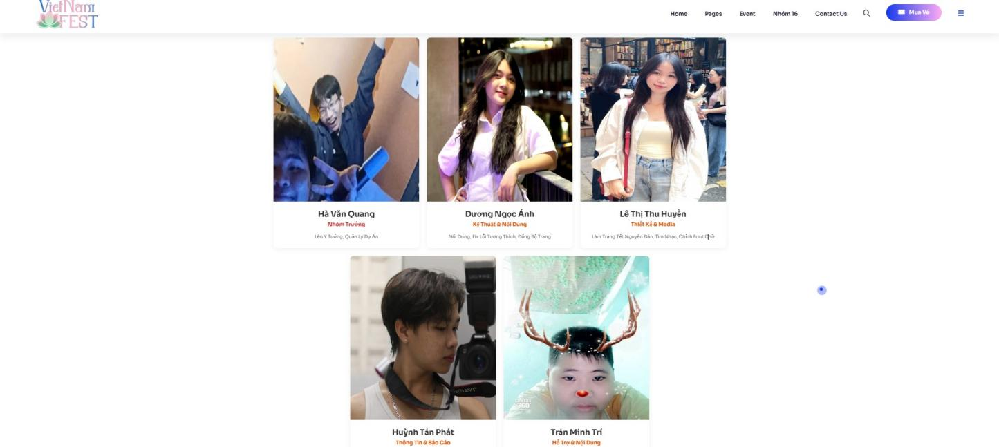 VietNam
FEST
Home
Pages
Event
Nhóm 16
Contact Us
Mua Vé
Hà Văn Quang
Nhóm Trưởng
Lên Ý Tưởng, Quản Lý Dự Án
Dương Ngọc Ánh
Kỹ Thuật & Nội Dung
Nội Dung, Fix Lỗi Tương Thích, Đồng Bộ Trang
Lê Thị Thu Huyền
Thiết Kế & Media
Làm Trang Tết Nguyên Đán, Tìm Nhạc, Chỉnh Font Chữ
DIGITAL
CAMERA
360
Huỳnh Tấn Phát
Thông Tin & Báo Cáo
Trần Minh Trí
Hỗ Trợ & Nội Dung